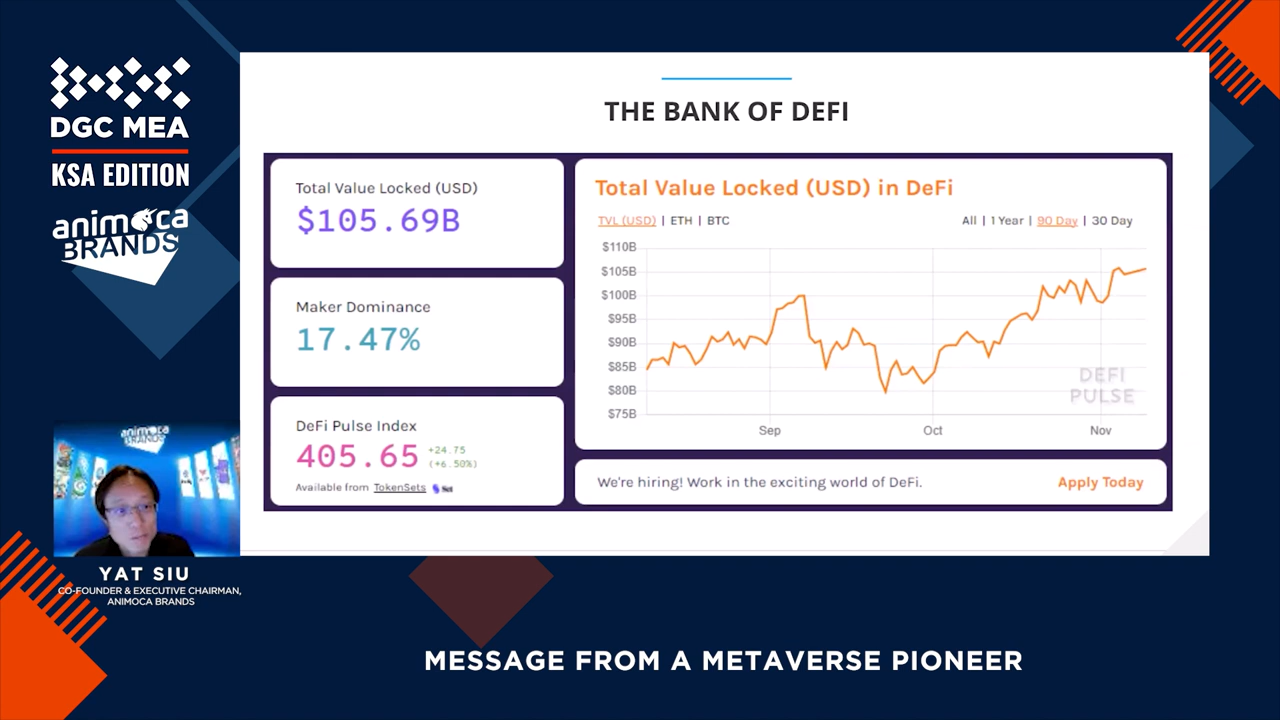 DGC MEA
KSA EDITION
animoca
BRANDS
THE BANK OF DEFI
Total Value Locked (USD)
$105.69B
Maker Dominance
17.47%
DeFi Pulse Index
405.65
+24.75
(+6.50%)
Available from TokenSets
Total Value Locked (USD) in DeFi
TVL (USD) | ETH | BTC
All | 1 Year | 90 Day | 30 Day
$110B
$105B
$100B
$95B
$90B
$85B
$80B
$75B
Sep Oct Nov
DEFI
PULSE
We're hiring! Work in the exciting world of DeFi. Apply Today
animoca
BRANDS
YAT SIU
CO-FOUNDER & EXECUTIVE CHAIRMAN,
ANIMOCA BRANDS
MESSAGE FROM A METAVERSE PIONEER